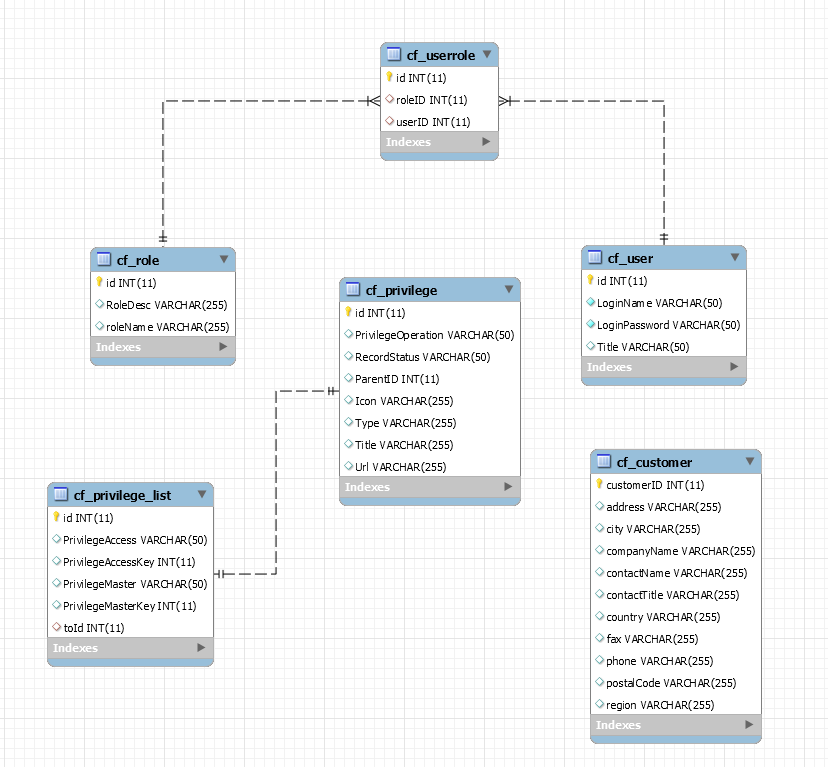 cf_userrole
id INT(11)
roleID INT(11)
userID INT(11)
Indexes
cf_role
id INT(11)
RoleDesc VARCHAR(255)
roleName VARCHAR(255)
Indexes
cf_user
id INT(11)
LoginName VARCHAR(50)
LoginPassword VARCHAR(50)
Title VARCHAR(50)
Indexes
cf_privilege
id INT(11)
PrivilegeOperation VARCHAR(50)
RecordStatus VARCHAR(50)
ParentID INT(11)
Icon VARCHAR(255)
Type VARCHAR(255)
Title VARCHAR(255)
Url VARCHAR(255)
Indexes
cf_privilege_list
id INT(11)
PrivilegeAccess VARCHAR(50)
PrivilegeAccessKey INT(11)
PrivilegeMaster VARCHAR(50)
PrivilegeMasterKey INT(11)
toId INT(11)
Indexes
cf_customer
customerID INT(11)
address VARCHAR(255)
city VARCHAR(255)
companyName VARCHAR(255)
contactName VARCHAR(255)
contactTitle VARCHAR(255)
country VARCHAR(255)
fax VARCHAR(255)
phone VARCHAR(255)
postalCode VARCHAR(255)
region VARCHAR(255)
Indexes